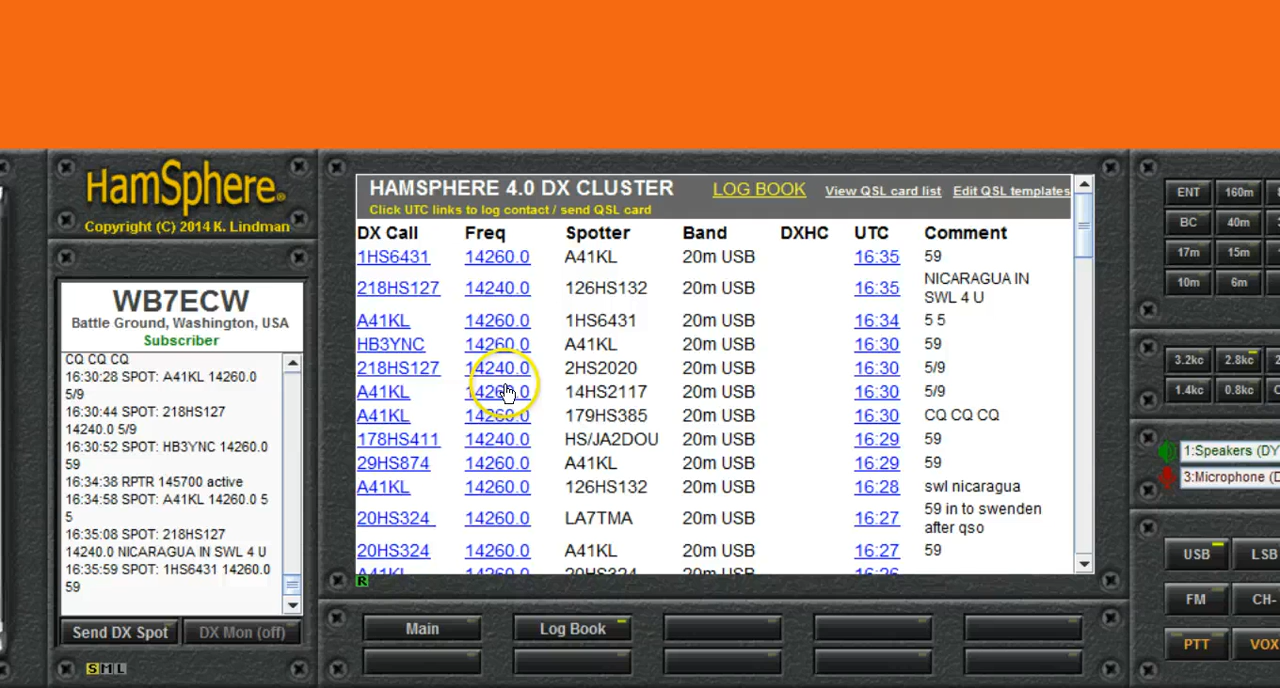 HamSphere®
Copyright (C) 2014 K. Lindman
WB7ECW
Battle Ground, Washington, USA
Subscriber
CQ CQ CQ
16:30:28 SPOT: A41KL 14260.0
5/9
16:30:44 SPOT: 218HS127
14240.0 5/9
16:30:52 SPOT: HB3YNC 14260.0
59
16:34:38 RPTR 145700 active
16:34:58 SPOT: A41KL 14260.0 5
5
16:35:08 SPOT: 218HS127
14240.0 NICARAGUA IN SWL 4 U
16:35:59 SPOT: 1HS6431 14260.0
59
Send DX Spot DX Mon (off)
S M L
HAMSPHERE 4.0 DX CLUSTER LOG BOOK View QSL card list Edit QSL templates
Click UTC links to log contact / send QSL card
DX Call Freq Spotter Band DXHC UTC Comment
1HS6431 14260.0 A41KL 20m USB 16:35 59
218HS127 14240.0 126HS132 20m USB 16:35 NICARAGUA IN
SWL 4 U
A41KL 14260.0 1HS6431 20m USB 16:34 5 5
HB3YNC 14260.0 A41KL 20m USB 16:30 59
218HS127 14240.0 2HS2020 20m USB 16:30 5/9
A41KL 14260.0 14HS2117 20m USB 16:30 5/9
A41KL 14260.0 179HS385 20m USB 16:30 CQ CQ CQ
178HS411 14240.0 HS/JA2DOU 20m USB 16:29 59
29HS874 14260.0 A41KL 20m USB 16:29 59
A41KL 14260.0 126HS132 20m USB 16:28 swl nicaragua
20HS324 14260.0 LA7TMA 20m USB 16:27 59 in to swenden
after qso
20HS324 14260.0 A41KL 20m USB 16:27 59
A41KL 14260.0 20HS324 20m USB 16:26
R
Main Log Book
ENT 160m
BC 40m
17m 15m
10m 6m
3.2kc 2.8kc
1.4kc 0.8kc
1:Speakers (DY
3:Microphone (D
USB LSB
FM CH-
PTT VOX